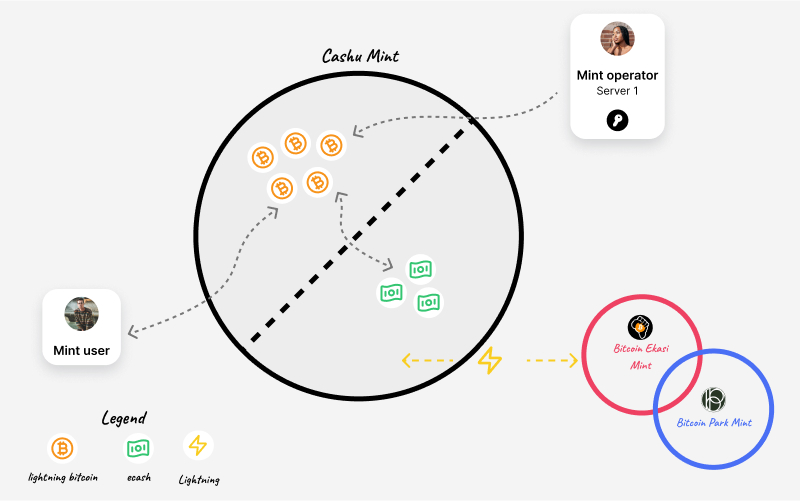 Cashu Mint
Mint operator
Server 1
Mint user
Bitcoin Ekasi
Mint
Bitcoin Park Mint
Legend
lightning bitcoin
ecash
Lightning